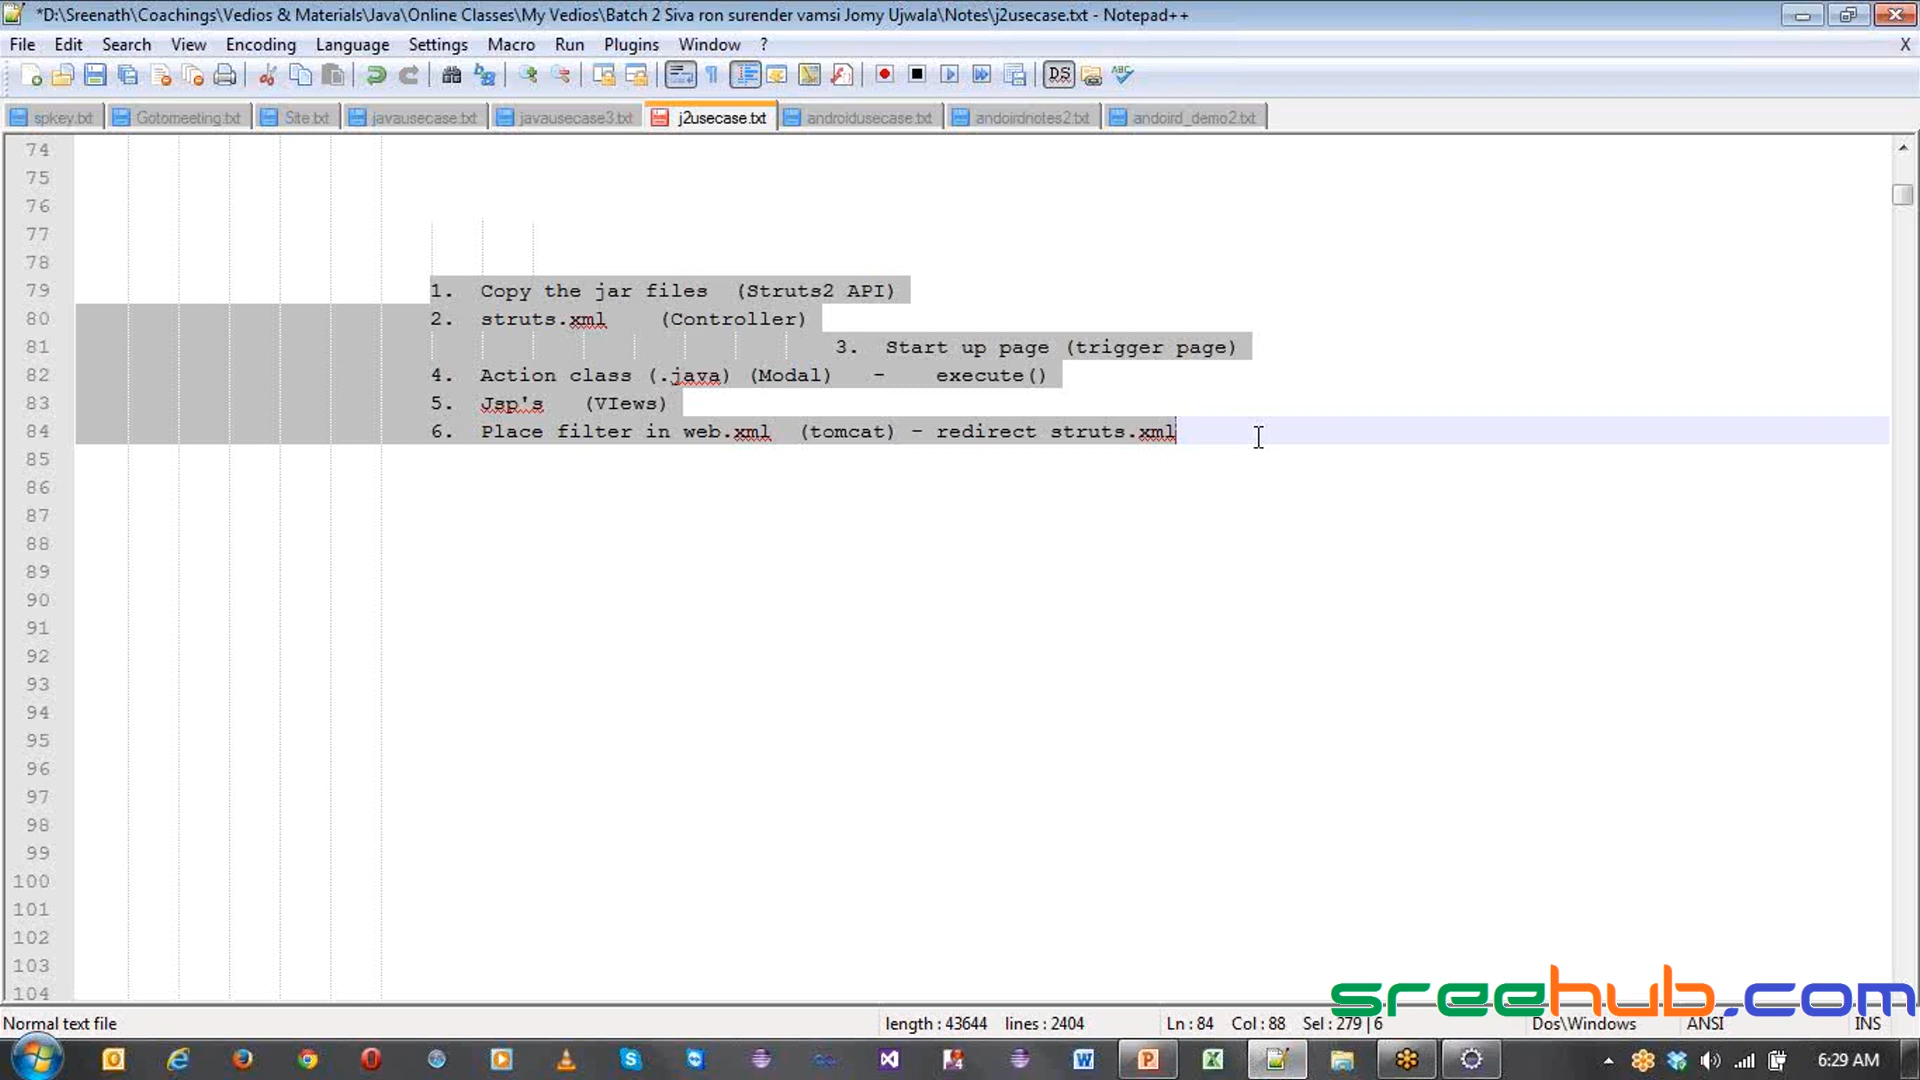 *D:\Sreenath\Coachings\Vedios & Materials\Java\Online Classes\My Vedios\Batch 2 Siva ron surender vamsi Jomy Ujwala\Notes\j2usecase.txt - Notepad++
File Edit Search View Encoding Language Settings Macro Run Plugins Window ? X
spkey.txt Gotomeeting.txt Site.txt javausecase.txt javausecase3.txt j2usecase.txt androidusecase.txt andoirdnotes2.txt andoird_demo2.txt
74
75
76
77
78
79 1. Copy the jar files (Struts2 API)
80 2. struts.xml (Controller)
81 3. Start up page (trigger page)
82 4. Action class (.java) (Modal) - execute()
83 5. Jsp's (VIews)
84 6. Place filter in web.xml (tomcat) - redirect struts.xml
85
86
87
88
89
90
91
92
93
94
95
96
97
98
99
100
101
102
103
104
sreehub.com
Normal text file length : 43644 lines : 2404 Ln : 84 Col : 88 Sel : 279 | 6 Dos\Windows ANSI INS
6:29 AM